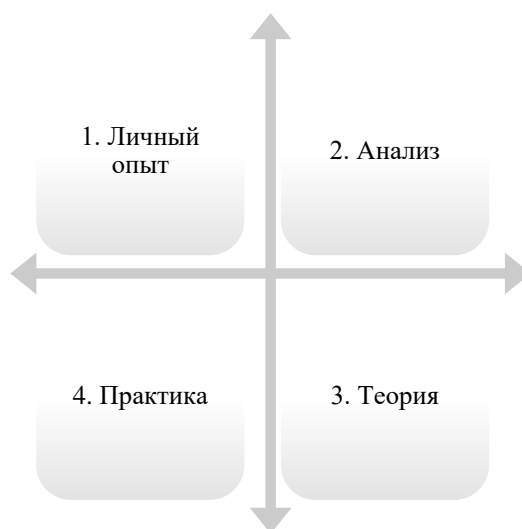 1. Личный
опыт
2. Анализ
4. Практика
3. Теория